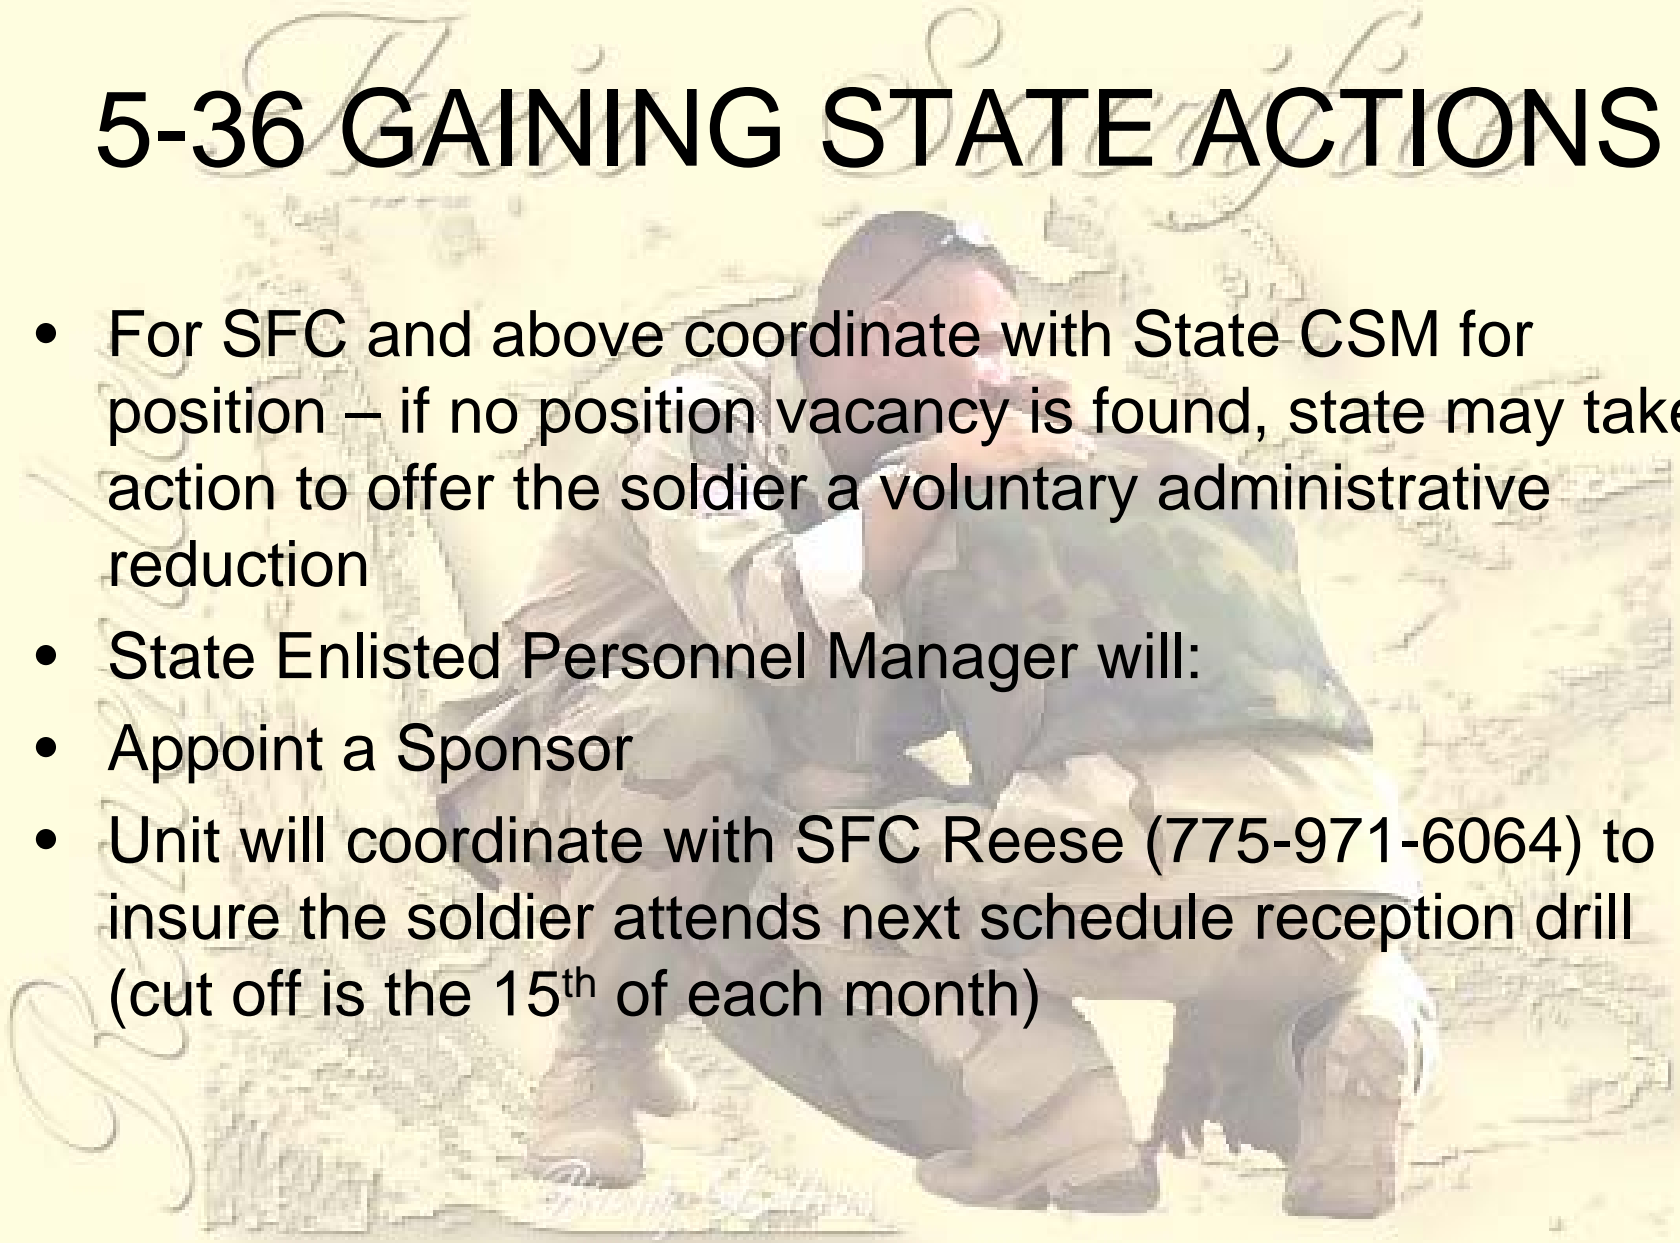 5-36 GAINING STATE ACTIONS
• For SFC and above coordinate with State CSM for
position – if no position vacancy is found, state may take
action to offer the soldier a voluntary administrative
reduction
• State Enlisted Personnel Manager will:
• Appoint a Sponsor
• Unit will coordinate with SFC Reese (775-971-6064) to
insure the soldier attends next schedule reception drill
(cut off is the 15th of each month)